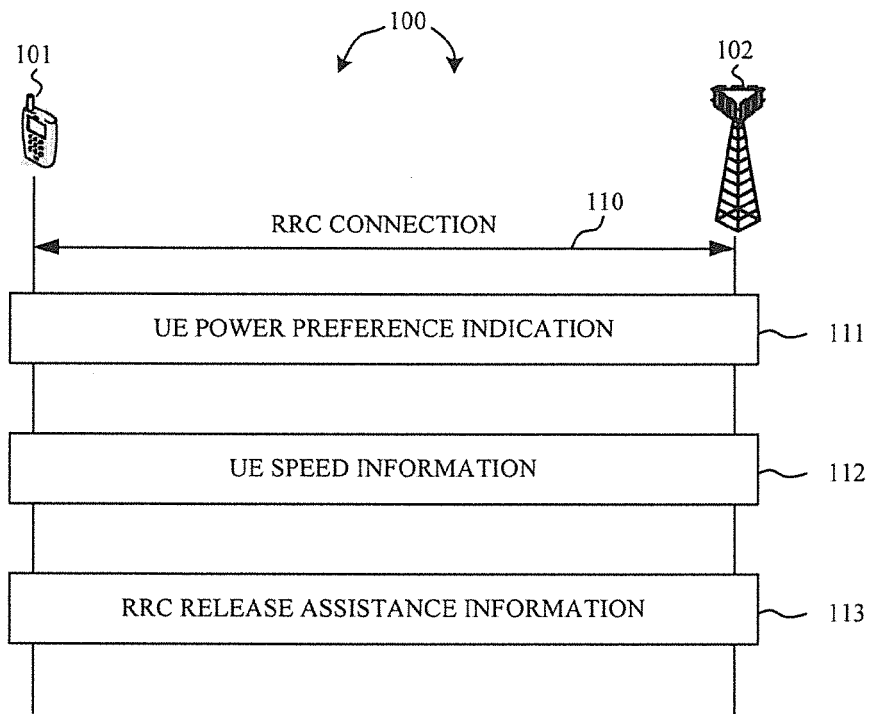 100
101
102
110
RRC CONNECTION
UE POWER PREFERENCE INDICATION
111
UE SPEED INFORMATION
112
RRC RELEASE ASSISTANCE INFORMATION
113